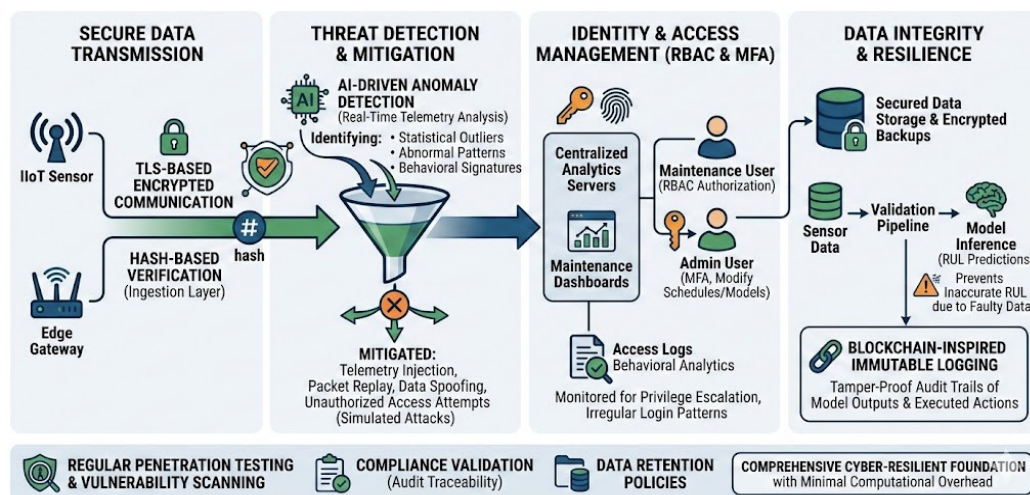 SECURE DATA
TRANSMISSION
IIoT Sensor
TLS-BASED
ENCRYPTED
COMMUNICATION
#
hash
HASH-BASED
VERIFICATION
(Ingestion Layer)
Edge
Gateway
THREAT DETECTION
& MITIGATION
AI
AI-DRIVEN ANOMALY
DETECTION
(Real-Time Telemetry Analysis)
Identifying:
• Statistical Outliers
• Abnormal Patterns
• Behavioral Signatures
MITIGATED:
Telemetry Injection,
Packet Replay, Data Spoofing,
Unauthorized Access Attempts
(Simulated Attacks)
IDENTITY & ACCESS
MANAGEMENT (RBAC & MFA)
Centralized
Analytics
Servers
Maintenance
Dashboards
Maintenance User
(RBAC Authorization)
Admin User
(MFA, Modify
Schedules/Models)
Access Logs
Behavioral Analytics
Monitored for Privilege Escalation,
Irregular Login Patterns
DATA INTEGRITY
& RESILIENCE
Secured Data
Storage & Encrypted
Backups
Sensor
Data
Validation
Pipeline
Model
Inference
(RUL Predictions)
Prevents
Inaccurate RUL
due to Faulty Data
BLOCKCHAIN-INSPIRED
IMMUTABLE LOGGING
Tamper-Proof Audit Trails of
Model Outputs & Executed Actions
REGULAR PENETRATION TESTING
& VULNERABILITY SCANNING
COMPLIANCE VALIDATION
(Audit Traceability)
DATA RETENTION
POLICIES
COMPREHENSIVE CYBER-RESILIENT FOUNDATION
with Minimal Computational Overhead